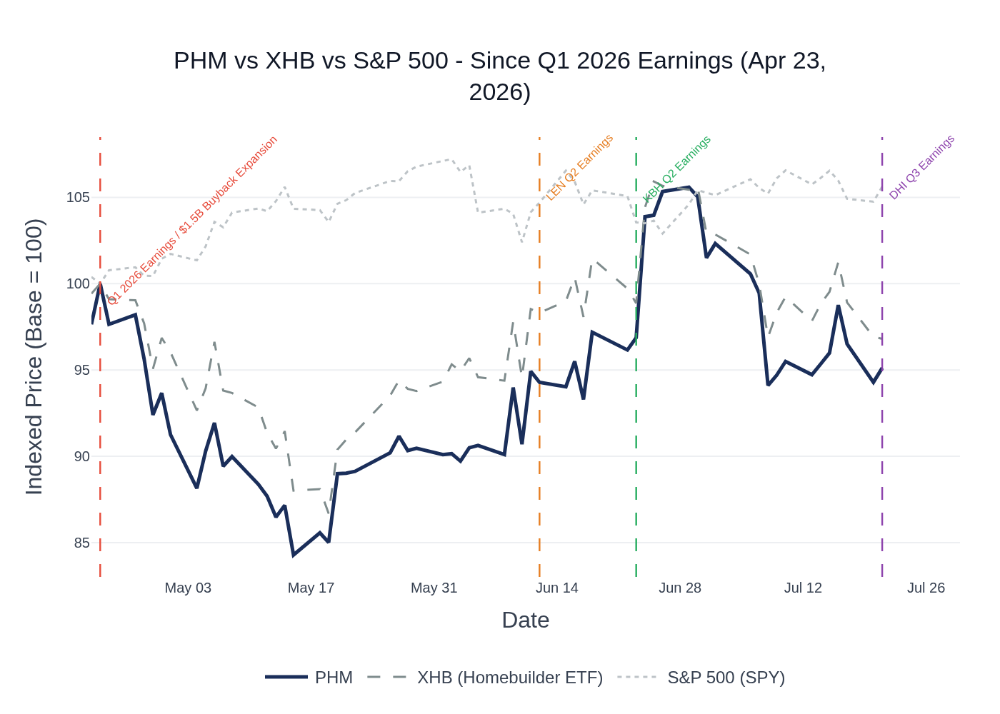 PHM vs XHB vs S&P 500 - Since Q1 2026 Earnings (Apr 23,
2026)
Q1 2026 Earnings / $1.5B Buyback Expansion
LEN Q2 Earnings
KBH Q2 Earnings
DHI Q3 Earnings
Indexed Price (Base = 100)
105
100
95
90
85
May 03
May 17
May 31
Jun 14
Jun 28
Jul 12
Jul 26
Date
PHM
XHB (Homebuilder ETF)
S&P 500 (SPY)